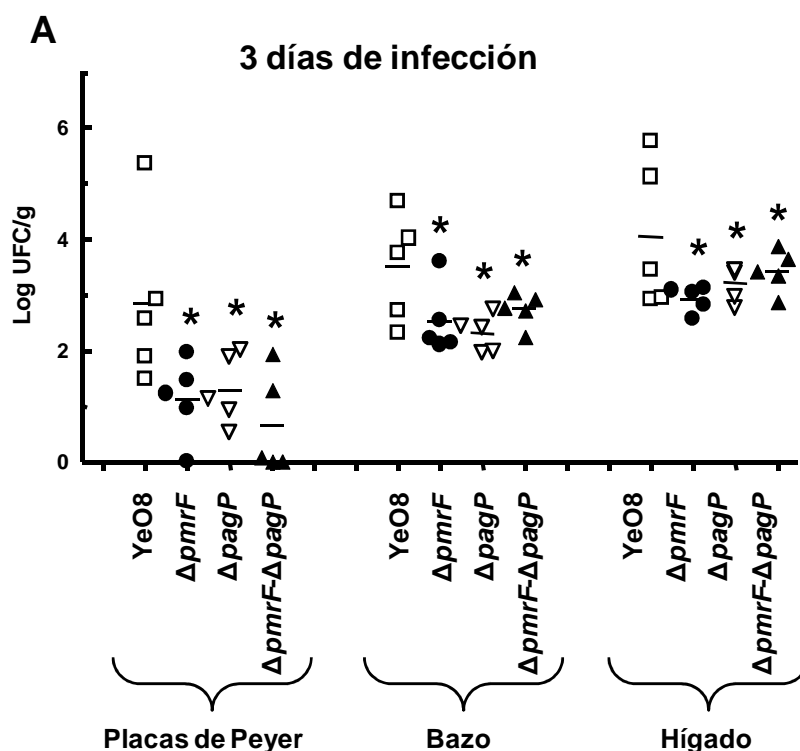 A
3 días de infección
Log UFC/g
6
4
2
0
* * *
* * *
* * *
YeO8
ΔpmrF
ΔpagP
ΔpmrF-ΔpagP
YeO8
ΔpmrF
ΔpagP
ΔpmrF-ΔpagP
YeO8
ΔpmrF
ΔpagP
ΔpmrF-ΔpagP
Placas de Peyer
Bazo
Hígado